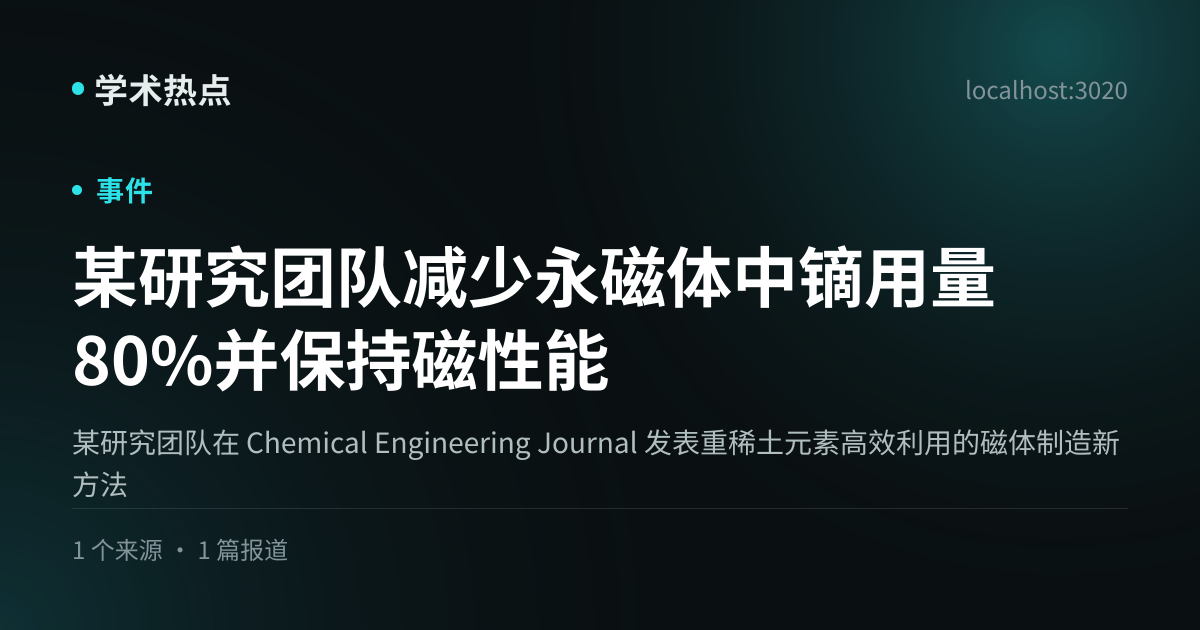 学术热点
localhost:3020
事件
某研究团队减少永磁体中镝用量
80%并保持磁性能
某研究团队在 Chemical Engineering Journal 发表重稀土元素高效利用的磁体制造新
方法
1 个来源 · 1 篇报道